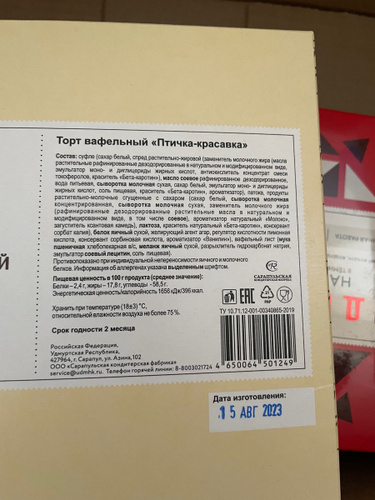 Торт вафельный «Птичка-красавка»
Состав: суфле (сахар белый, спред растительно-жировой (заменитель молочного жира (масла
растительные рафинированные дезодорированные в натуральном и модифицированном виде,
эмульгатор моно- и диглицериды жирных кислот, антиокислитель концентрат смеси
токоферолов, краситель «Бета-каротин»), масло соевое рафинированное дезодорированное,
вода питьевая, сыворотка молочная сухая, сахар белый, эмульгатор моно- и диглицериды
жирных кислот, соль пищевая, краситель «Бета-каротин», ароматизатор), патока, продукты
растительно-молочные сгущенные с сахаром (сахар, сыворотка молочная
концентрированная, сыворотка молочная сухая, заменитель молочного жира
(рафинированные дезодорированные растительные масла в натуральном и
модифицированном виде, в том числе соевое), ароматизатор натуральный «Молоко»,
загуститель ксантановая камедь), лактоза, краситель натуральный «Бета-каротин», консервант
сорбат калия), белок яичный сухой, желирующий агент агар, регулятор кислотности лимонная
кислота, консервант сорбиновая кислота, ароматизатор «Ванилин»), вафельный лист (мука
пшеничная хлебопекарная в/с, меланж яичный сухой, разрыхлитель гидрокарбонат натрия,
эмульгатор соевый лецитин, соль пищевая).
Противопоказано при индивидуальной непереносимости яичного и молочного
белков. Информация об аллергенах указана выделенным шрифтом.
Пищевая ценность в 100 г продукта:
Белки – 2,4 г, жиры – 17,8 г, углеводы – 58,5 г.
Энергетическая ценность/калорийность 1656 кДж/396 ккал.
Хранить при температуре (18±3) °С,
относительной влажности воздуха не более 75 %.
Срок годности 2 месяца
Российская Федерация,
Удмуртская Республика,
427964, г. Сарапул, ул. Азина, 102
ООО «Сарапульская кондитерская фабрика»
service@udmhk.ru Телефон горячей линии: 8-8003021724
САРАПУЛЬСКАЯ
EAC
PAP
ТУ 10.71.12-001-00340865-2019
4 650064 501249
Дата изготовления:
15 АВГ 2023
Й